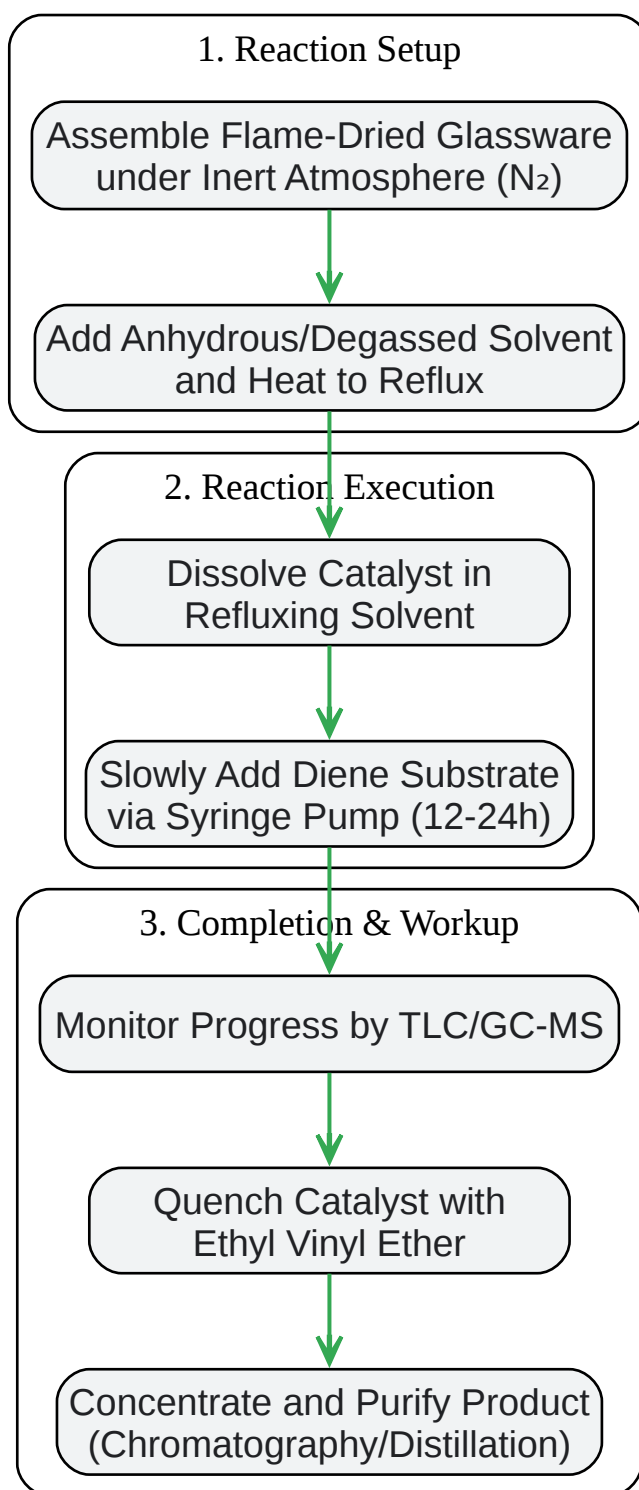 1. Reaction Setup
Assemble Flame-Dried Glassware
under Inert Atmosphere (N₂)
Add Anhydrous/Degassed Solvent
and Heat to Reflux
2. Reaction Execution
Dissolve Catalyst in
Refluxing Solvent
Slowly Add Diene Substrate
via Syringe Pump (12-24h)
3. Completion & Workup
Monitor Progress by TLC/GC-MS
Quench Catalyst with
Ethyl Vinyl Ether
Concentrate and Purify Product
(Chromatography/Distillation)